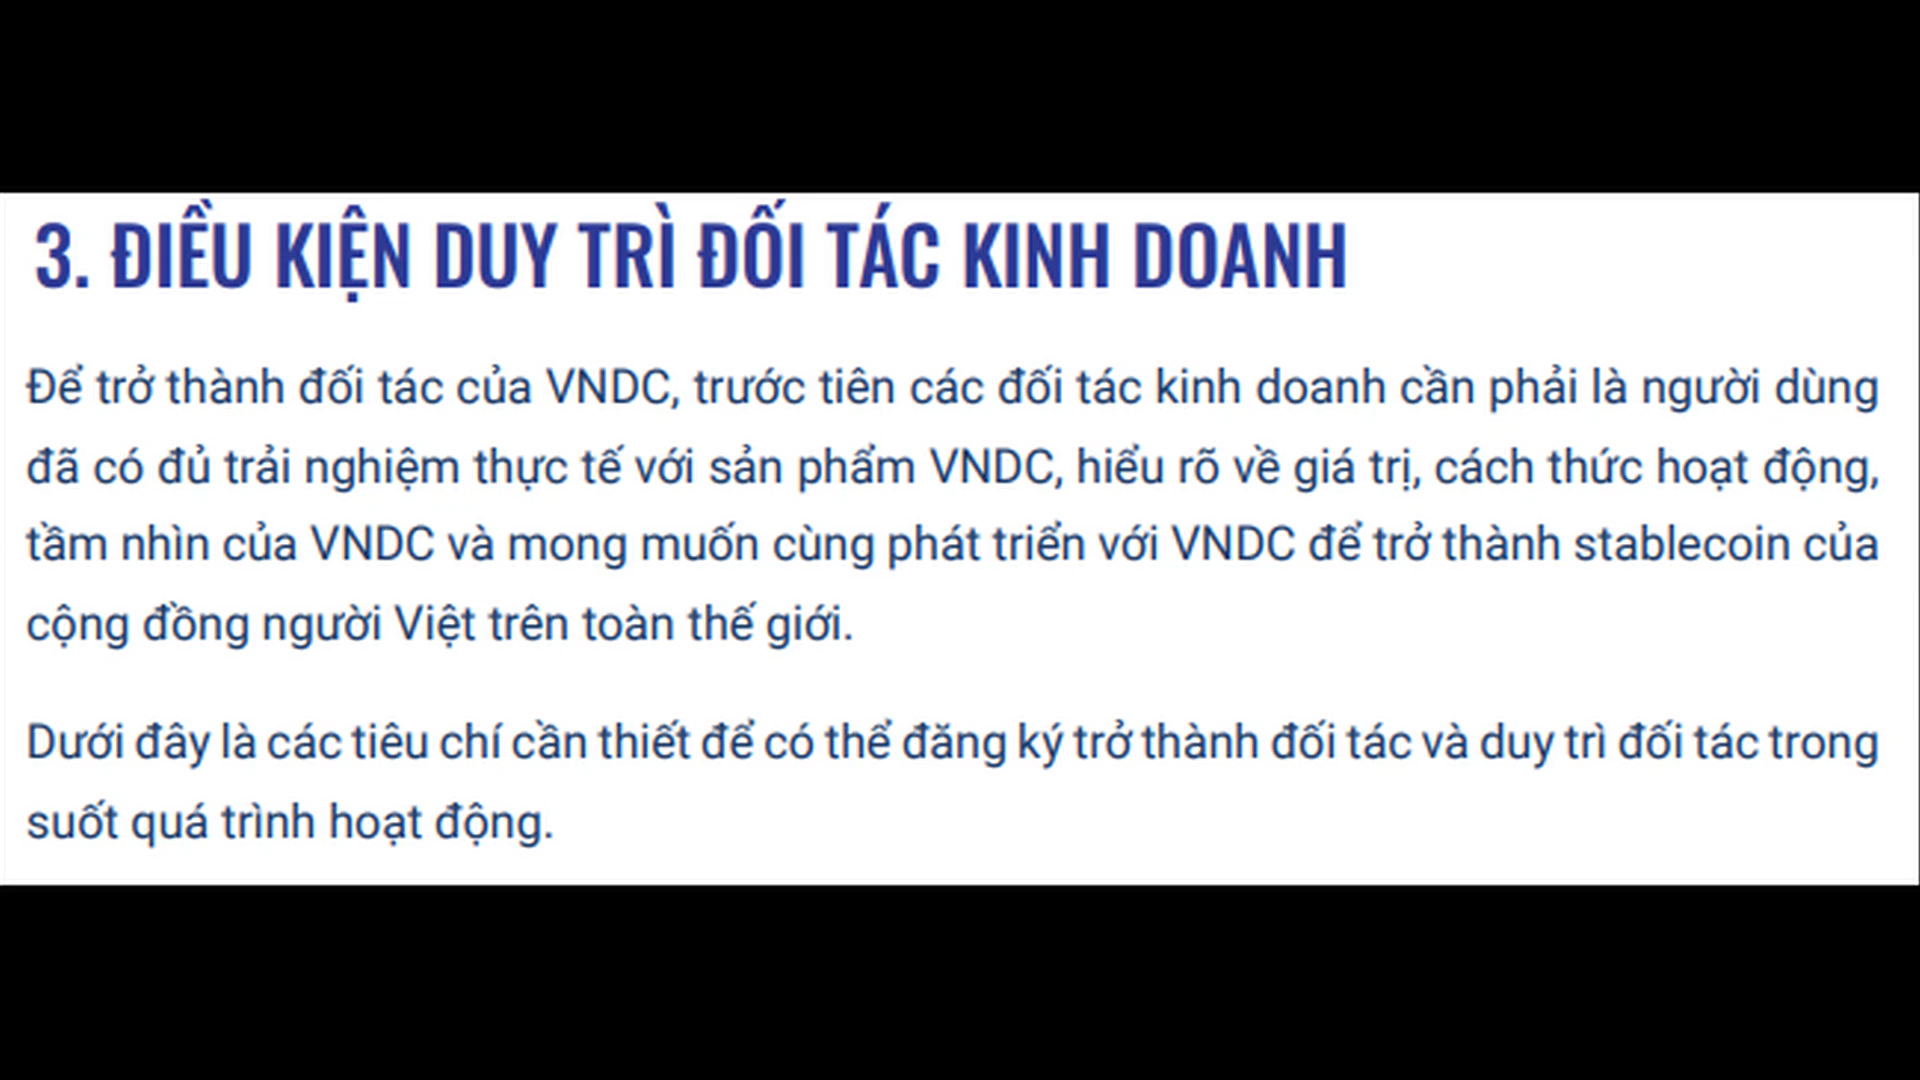 3. ĐIỀU KIỆN DUY TRÌ ĐỐI TÁC KINH DOANH
Để trở thành đối tác của VNDC, trước tiên các đối tác kinh doanh cần phải là người dùng
đã có đủ trải nghiệm thực tế với sản phẩm VNDC, hiểu rõ về giá trị, cách thức hoạt động,
tầm nhìn của VNDC và mong muốn cùng phát triển với VNDC để trở thành stablecoin của
cộng đồng người Việt trên toàn thế giới.
Dưới đây là các tiêu chí cần thiết để có thể đăng ký trở thành đối tác và duy trì đối tác trong
suốt quá trình hoạt động.